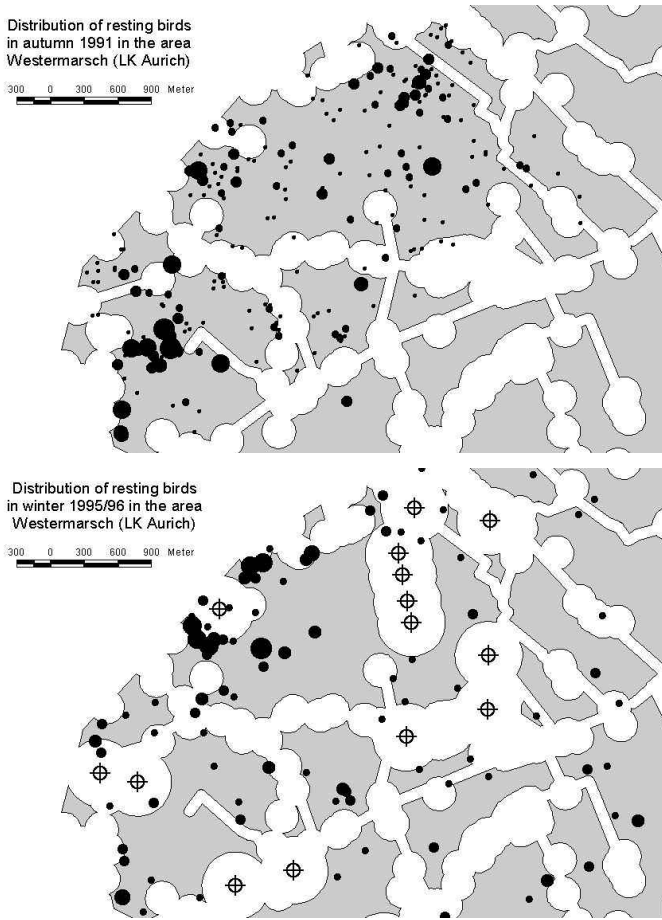 Distribution of resting birds
in autumn 1991 in the area
Westermarsch (LK Aurich)
300 0 300 600 900 Meter
Distribution of resting birds
in winter 1995/96 in the area
Westermarsch (LK Aurich)
300 0 300 600 900 Meter